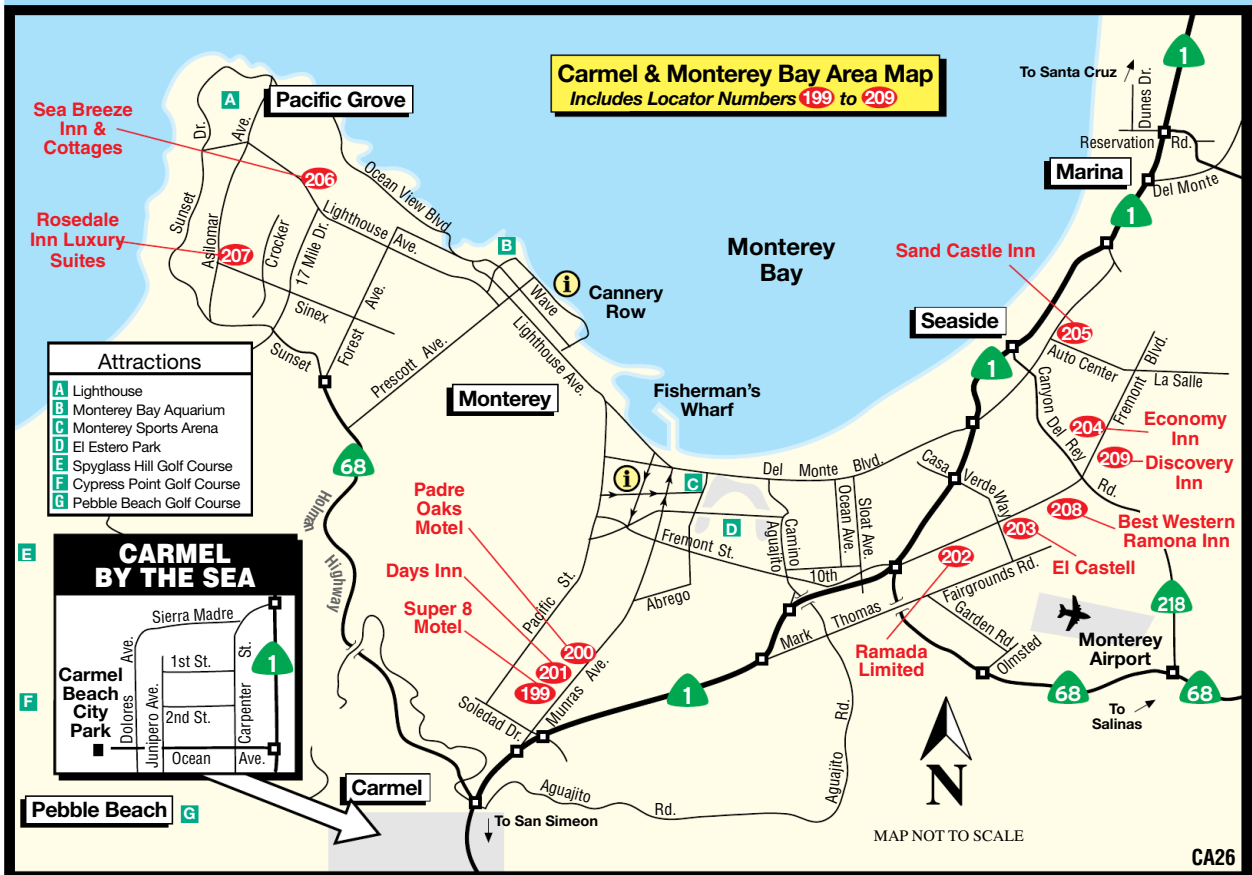 Carmel & Monterey Bay Area Map
Includes Locator Numbers 199 to 209
1
To Santa Cruz
Dunes Dr.
Reservation Rd.
Marina
Del Monte
1
A
Pacific Grove
Sea Breeze
Inn &
Cottages
Dr.
Ave.
206
Ocean View Blvd.
Sunset
Lighthouse Ave.
Rosedale
Inn Luxury
Suites
207
Asilomar
Crocker
17 Mile Dr.
B
Monterey
Bay
Sand Castle Inn
i
Cannery
Row
Wave
Sinex
Forest Ave.
Sunset
Prescott Ave.
Lighthouse Ave.
Seaside
205
1
Auto Center
Fremont Blvd.
La Salle
Canyon Del Rey Rd.
Attractions
A Lighthouse
B Monterey Bay Aquarium
C Monterey Sports Arena
D El Estero Park
E Spyglass Hill Golf Course
F Cypress Point Golf Course
G Pebble Beach Golf Course
Monterey
Fisherman's
Wharf
204
Economy
Inn
209
Discovery
Inn
68
Holman Highway
i
C
Del Monte Blvd.
Casa Verde Way
D
Padre
Oaks
Motel
Fremont St.
Camino Aguajito
Ocean Ave.
Sloat Ave.
10th
208
Best Western
Ramona Inn
203
El Castell
202
Ramada
Limited
Fairgrounds Rd.
E
CARMEL
BY THE SEA
Sierra Madre
Ave.
St.
1st St.
1
Carmel
Beach
City
Park
Dolores
Junipero Ave.
2nd St.
Carpenter
Ocean Ave.
F
Days Inn
Super 8
Motel
Pacific St.
Abrego
200
201
199
Munras Ave.
Soledad Dr.
Mark Thomas
Garden Rd
Olmsted
Monterey
Airport
218
68
68
To
Salinas
1
Aguajito Rd.
Carmel
Aguajito Rd.
Pebble Beach
G
To San Simeon
N
MAP NOT TO SCALE
CA26